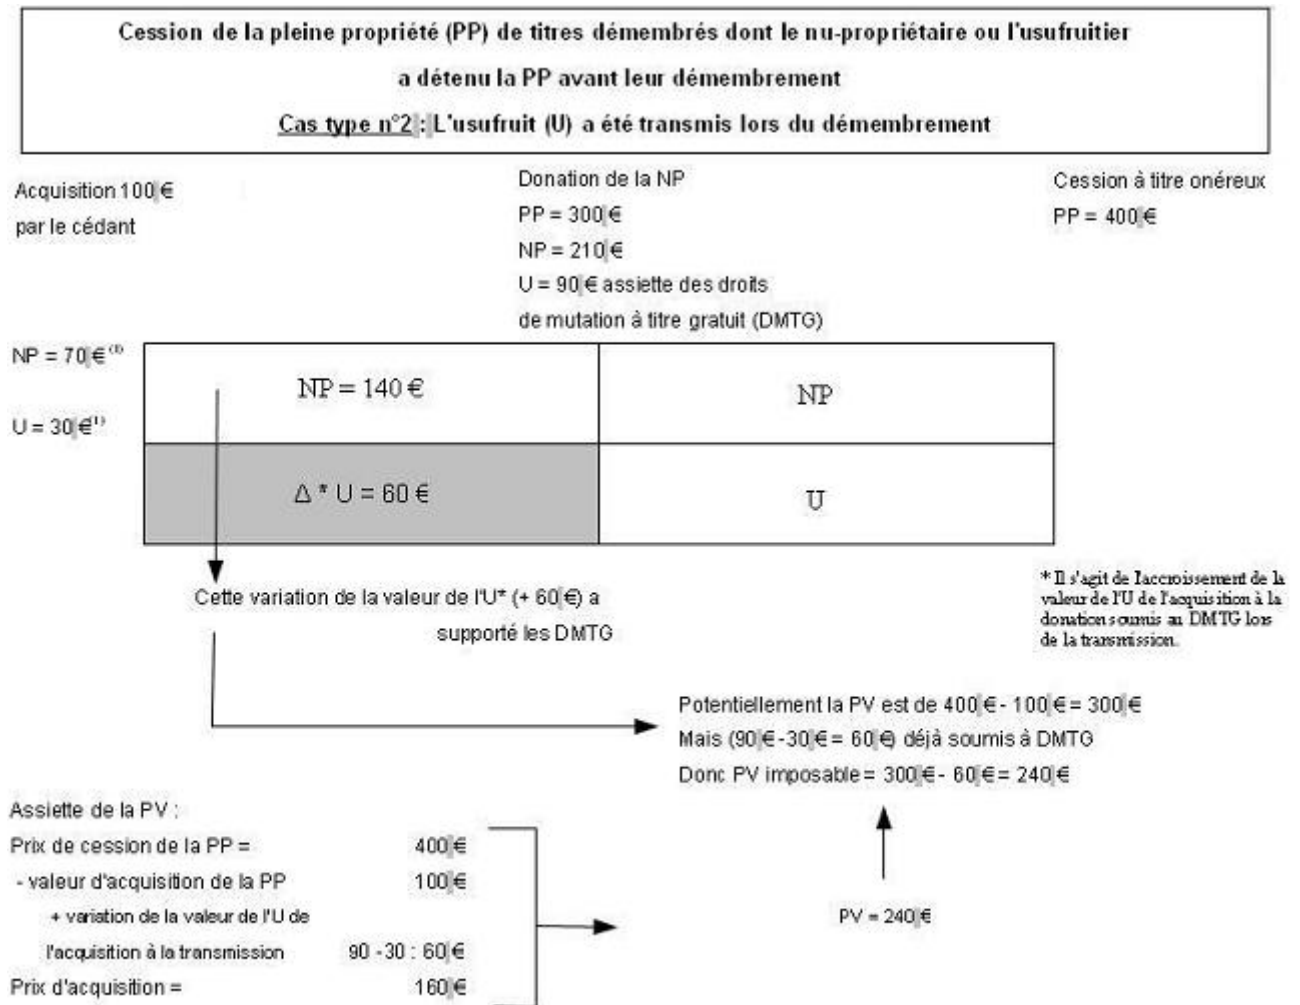 Cession de la pleine propriété (PP) de titres démembrés dont le nu-propriétaire ou l'usufruitier
a détenu la PP avant leur démembrement
Cas type n°2 : L'usufruit (U) a été transmis lors du démembrement
Acquisition 100 €
par le cédant
Donation de la NP
PP = 300 €
NP = 210 €
U = 90 € assiette des droits
de mutation à titre gratuit (DMTG)
Cession à titre onéreux
PP = 400 €
NP = 70 € (1)
U = 30 € (1)
NP = 140 €
NP
Δ * U = 60 €
U
Cette variation de la valeur de l'U* (+ 60 €) a
supporté les DMTG
* Il s'agit de l'accroissement de la
valeur de l'U de l'acquisition à la
donation soumis au DMTG lors
de la transmission.
Potentiellement la PV est de 400 € - 100 € = 300 €
Mais (90 € -30 € = 60 €) déjà soumis à DMTG
Donc PV imposable = 300 € - 60 € = 240 €
Assiette de la PV :
Prix de cession de la PP = 400 €
- valeur d'acquisition de la PP 100 €
+ variation de la valeur de l'U de
l'acquisition à la transmission 90 - 30 : 60 €
Prix d'acquisition = 160 €
PV = 240 €